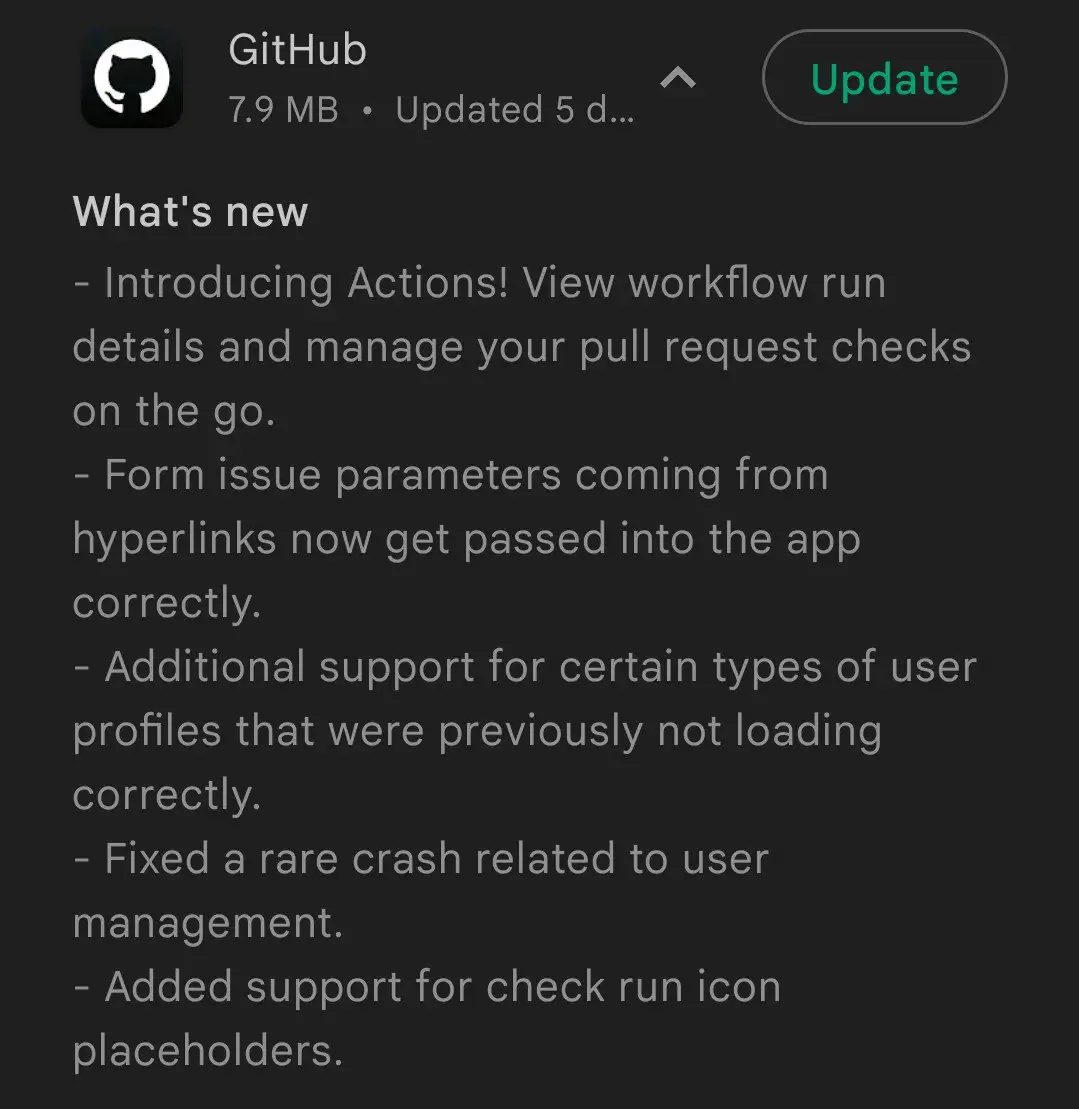 GitHub
7.9 MB • Updated 5 d...
Update
What's new
- Introducing Actions! View workflow run
details and manage your pull request checks
on the go.
- Form issue parameters coming from
hyperlinks now get passed into the app
correctly.
- Additional support for certain types of user
profiles that were previously not loading
correctly.
- Fixed a rare crash related to user
management.
- Added support for check run icon
placeholders.